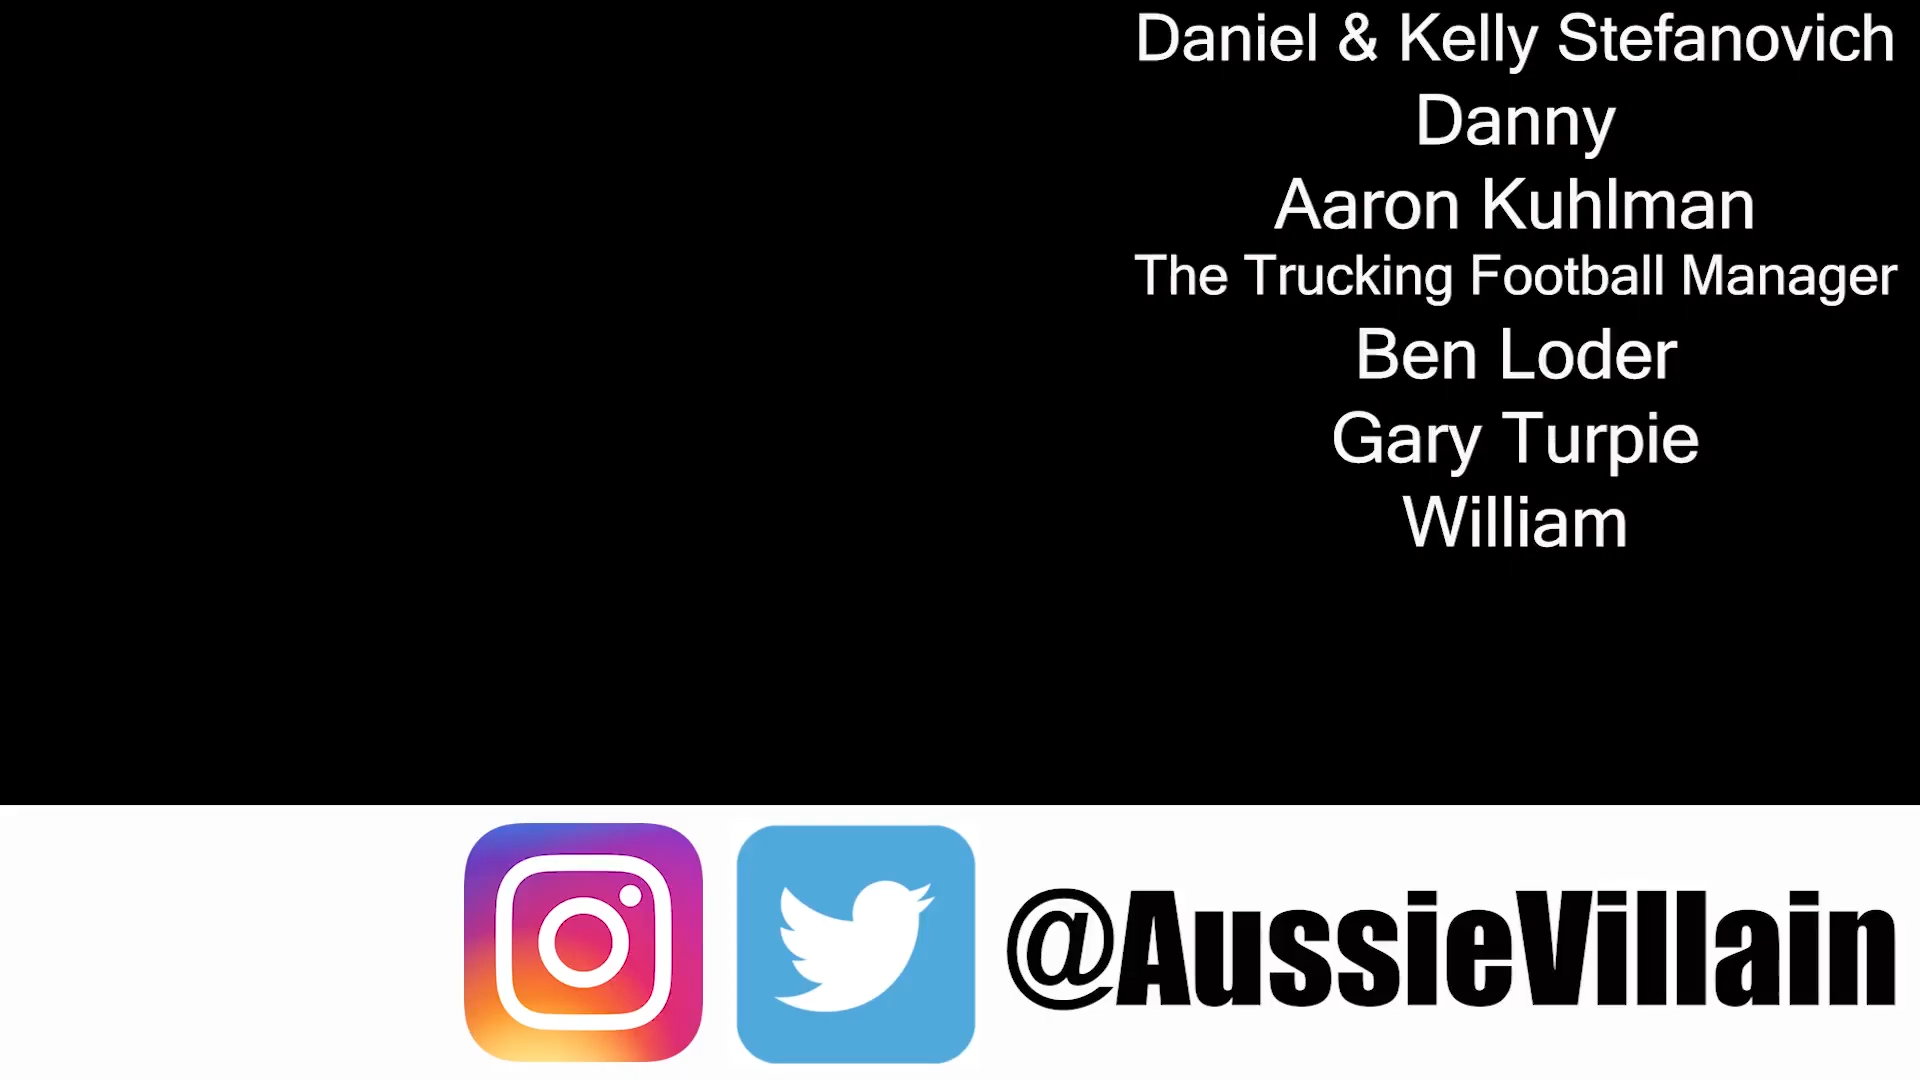 Daniel & Kelly Stefanovich
Danny
Aaron Kuhlman
The Trucking Football Manager
Ben Loder
Gary Turpie
William
@AussieVillain